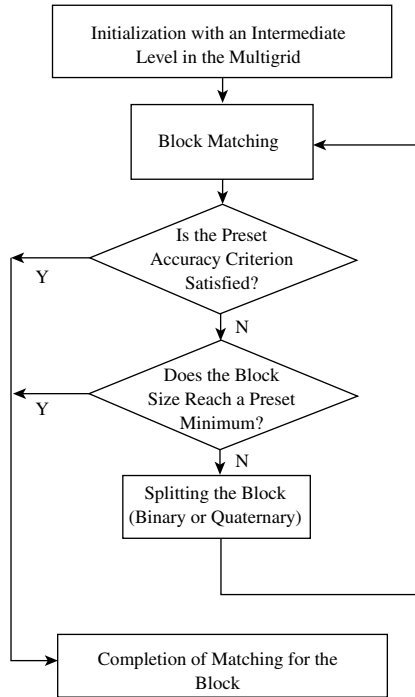 Initialization with an Intermediate
Level in the Multigrid
Block Matching
Is the Preset
Accuracy Criterion
Satisfied?
Y
N
Does the Block
Size Reach a Preset
Minimum?
Y
N
Splitting the Block
(Binary or Quaternary)
Completion of Matching for the
Block